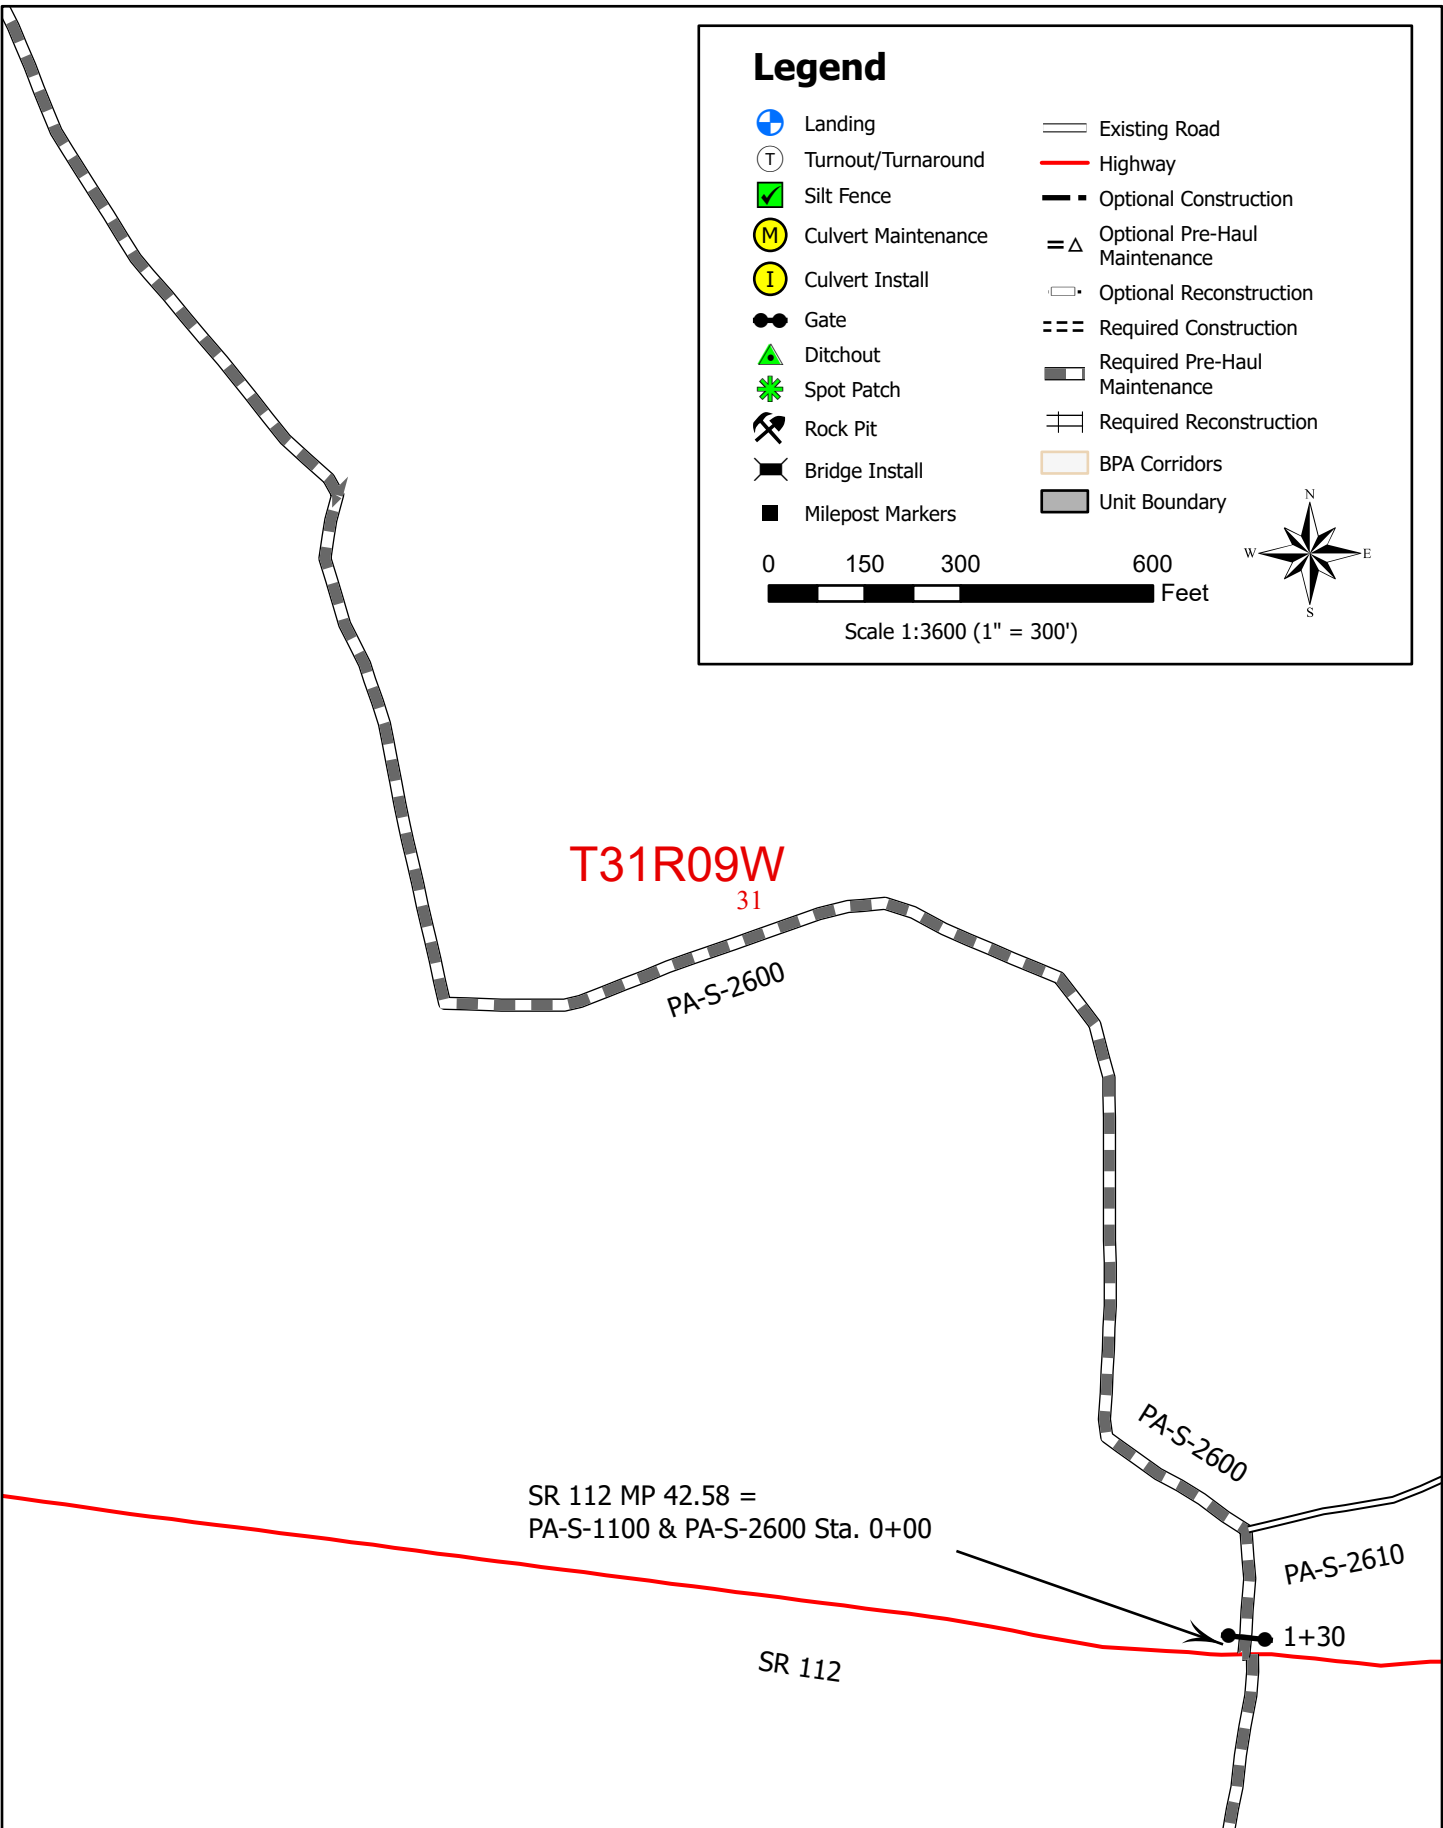 Legend
Landing
T
Turnout/Turnaround
Silt Fence
M
Culvert Maintenance
I
Culvert Install
Gate
Ditchout
Spot Patch
Rock Pit
Bridge Install
Milepost Markers
Existing Road
Highway
Optional Construction
Optional Pre-Haul
Maintenance
Optional Reconstruction
Required Construction
Required Pre-Haul
Maintenance
Required Reconstruction
BPA Corridors
Unit Boundary
N
W E
S
0 150 300 600
Feet
Scale 1:3600 (1" = 300')
T31R09W
31
PA-S-2600
PA-S-2600
SR 112 MP 42.58 =
PA-S-1100 & PA-S-2600 Sta. 0+00
PA-S-2610
1+30
SR 112